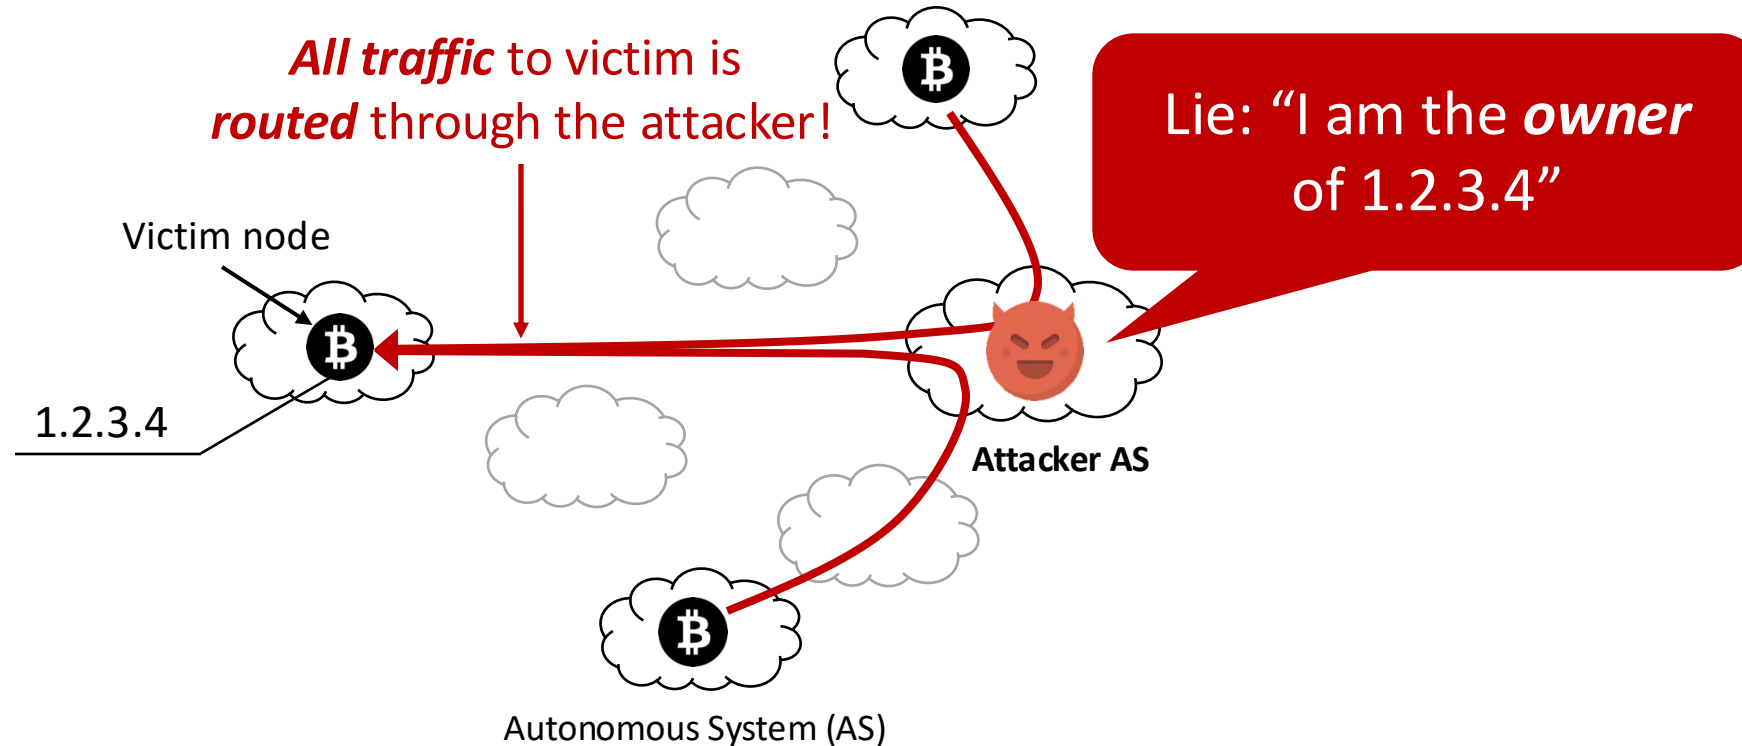 All traffic to victim is
routed through the attacker!
Lie: “I am the owner
of 1.2.3.4”
Victim node
1.2.3.4
Attacker AS
Autonomous System (AS)